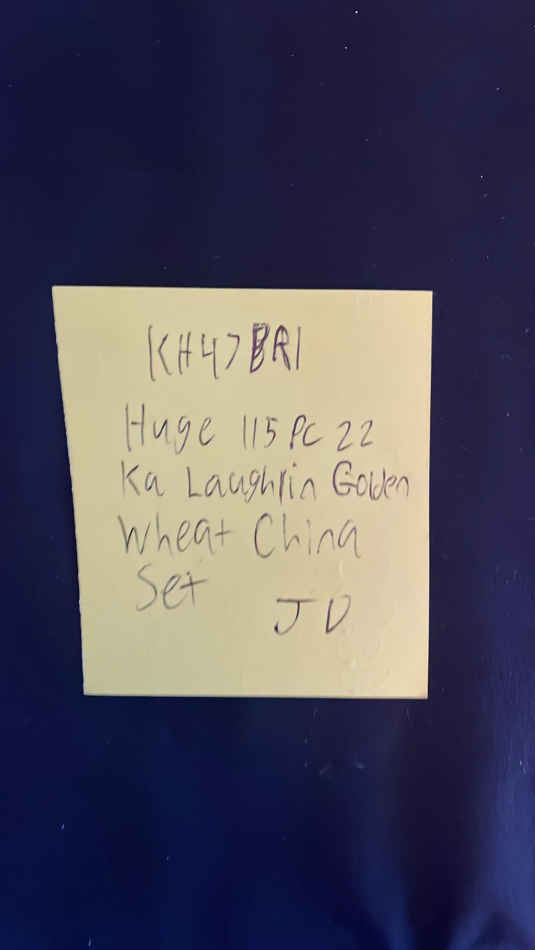 KH47BR1
Huge 115 PC 22
Ka Laughlin Golden
Wheat China
Set
JD